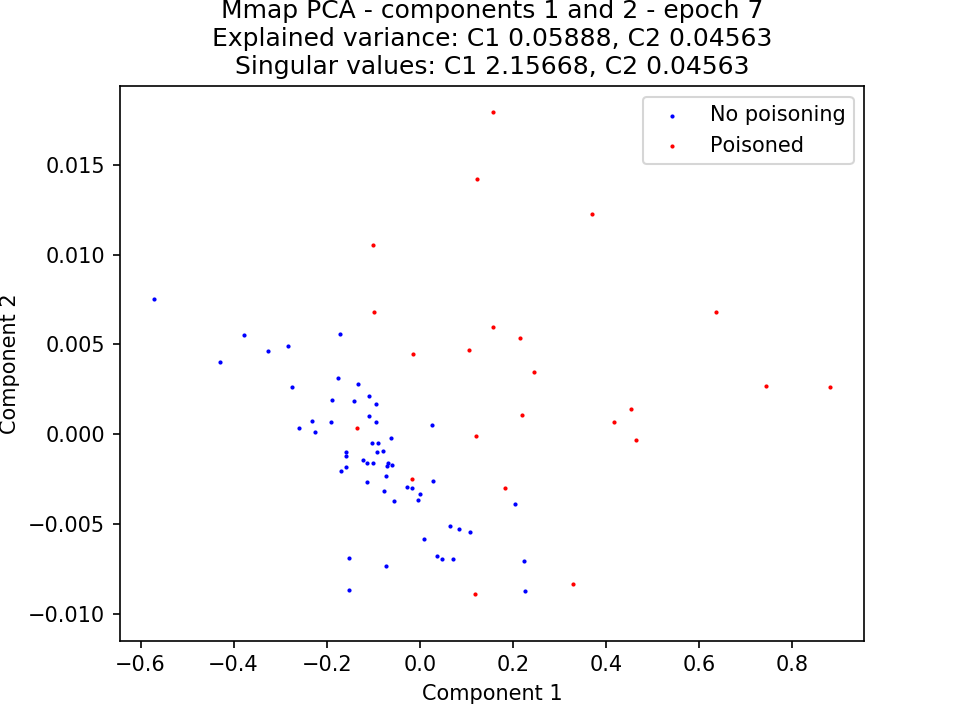 Mmap PCA - components 1 and 2 - epoch 7
Explained variance: C1 0.05888, C2 0.04563
Singular values: C1 2.15668, C2 0.04563
No poisoning
Poisoned
Component 2
0.015
0.010
0.005
0.000
−0.005
−0.010
−0.6 −0.4 −0.2 0.0 0.2 0.4 0.6 0.8
Component 1